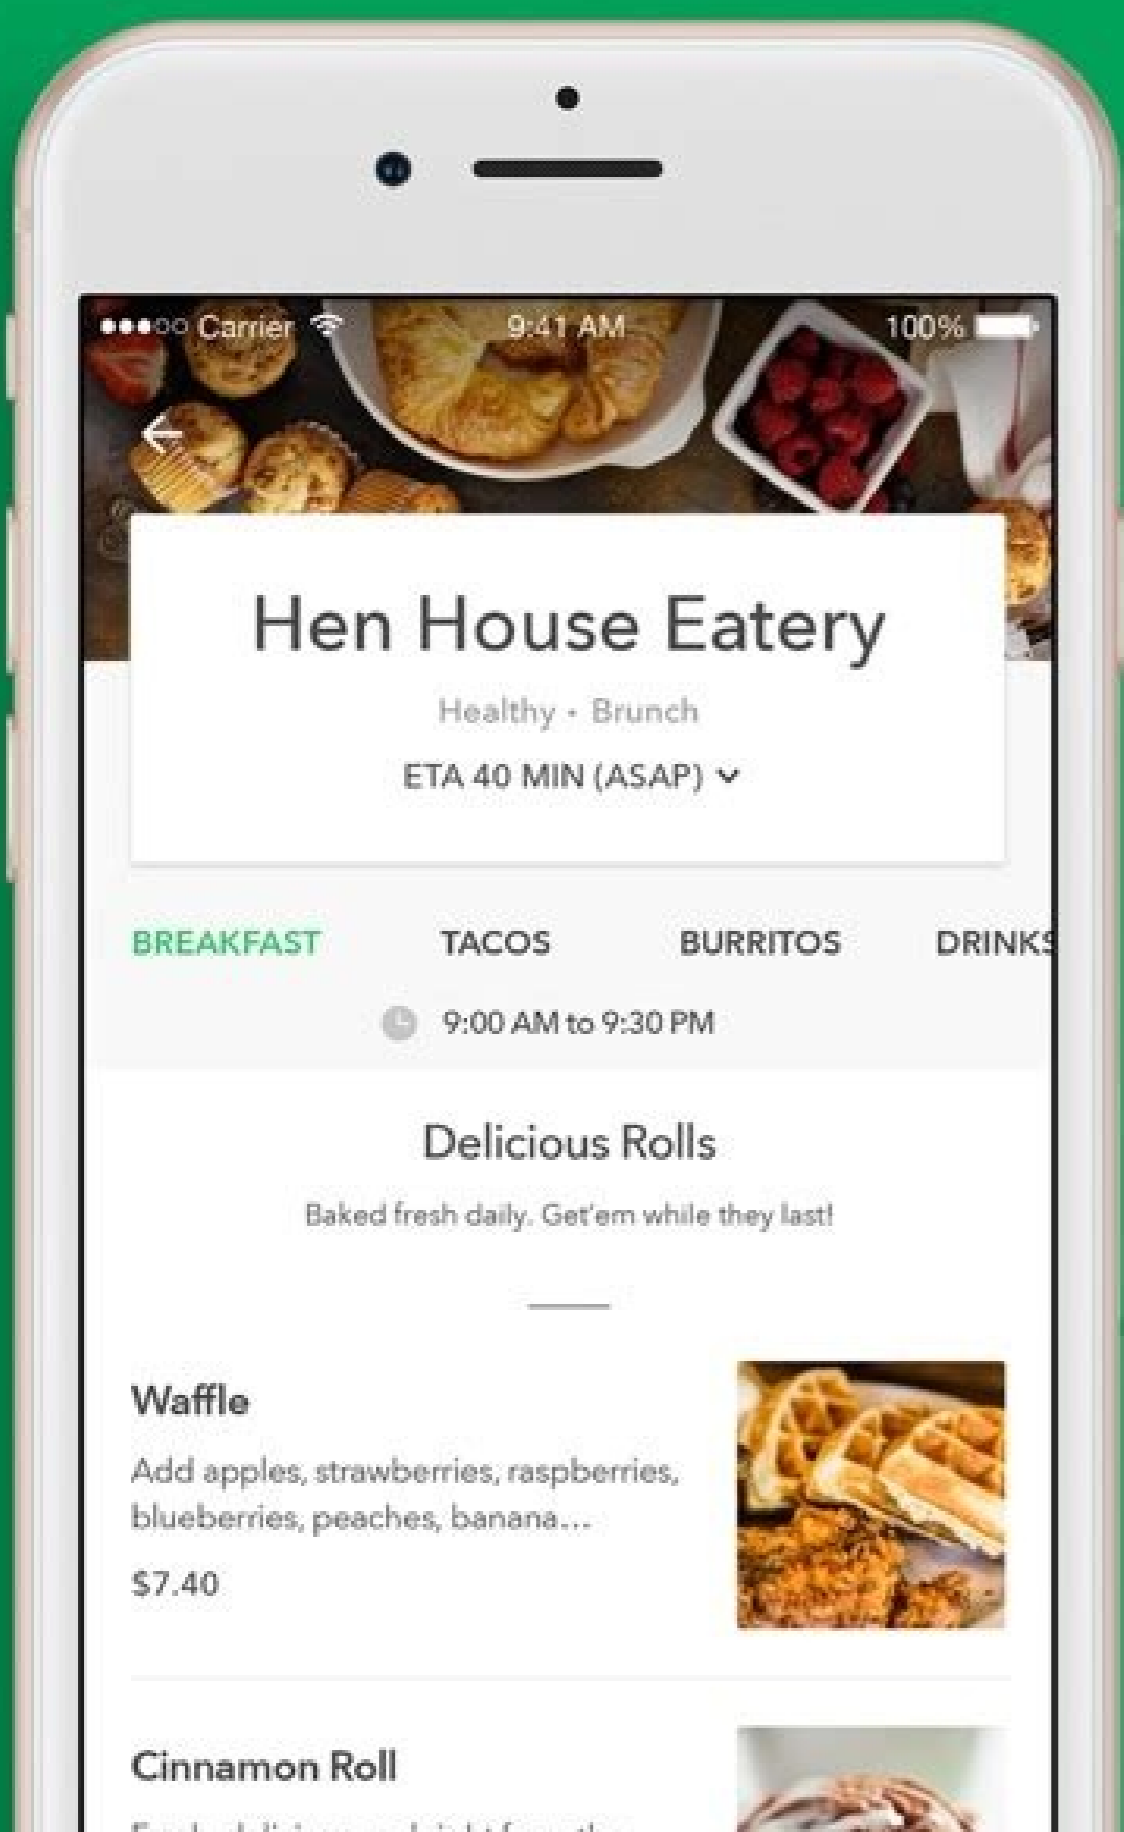 Carrier 9:41 AM 100%
Hen House Eatery
Healthy • Brunch
ETA 40 MIN (ASAP)
BREAKFAST TACOS BURRITOS DRINKS
9:00 AM to 9:30 PM
Delicious Rolls
Baked fresh daily. Get'em while they last!
Waffle
Add apples, strawberries, raspberries,
blueberries, peaches, banana...
$7.40
Cinnamon Roll